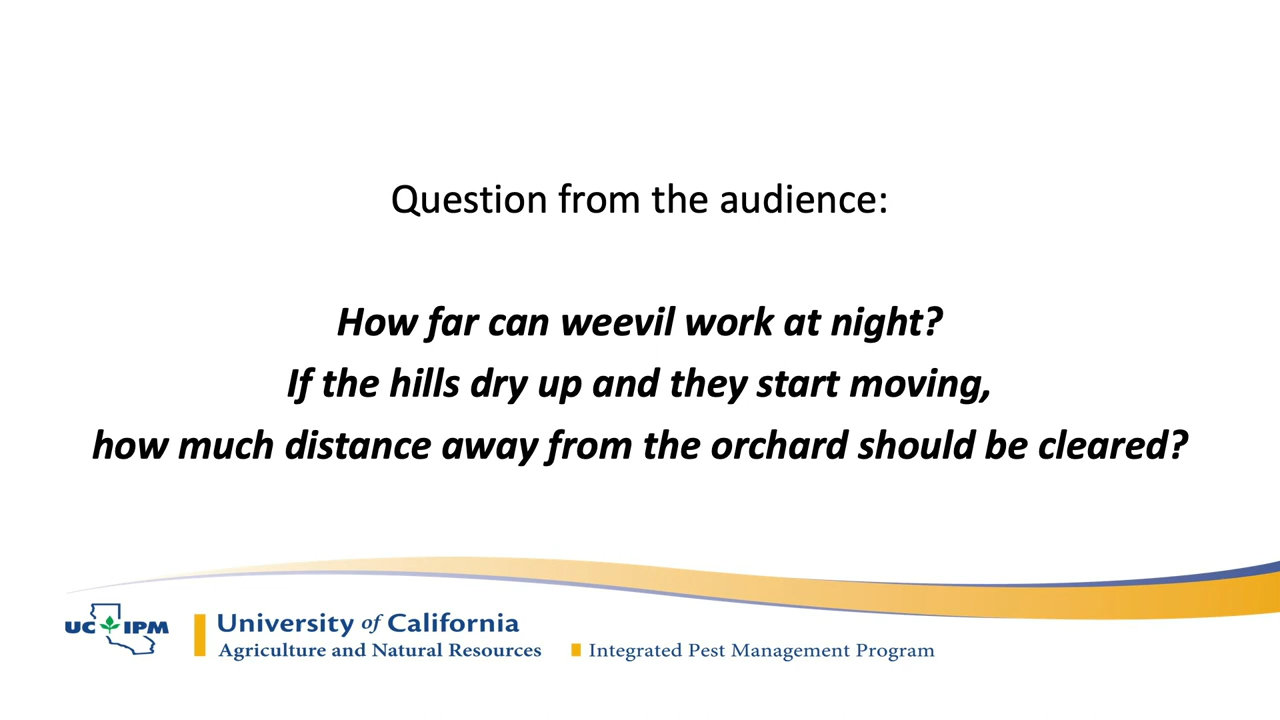 Question from the audience:
How far can weevil work at night?
If the hills dry up and they start moving,
how much distance away from the orchard should be cleared?
UC IPM
University of California
Agriculture and Natural Resources
Integrated Pest Management Program